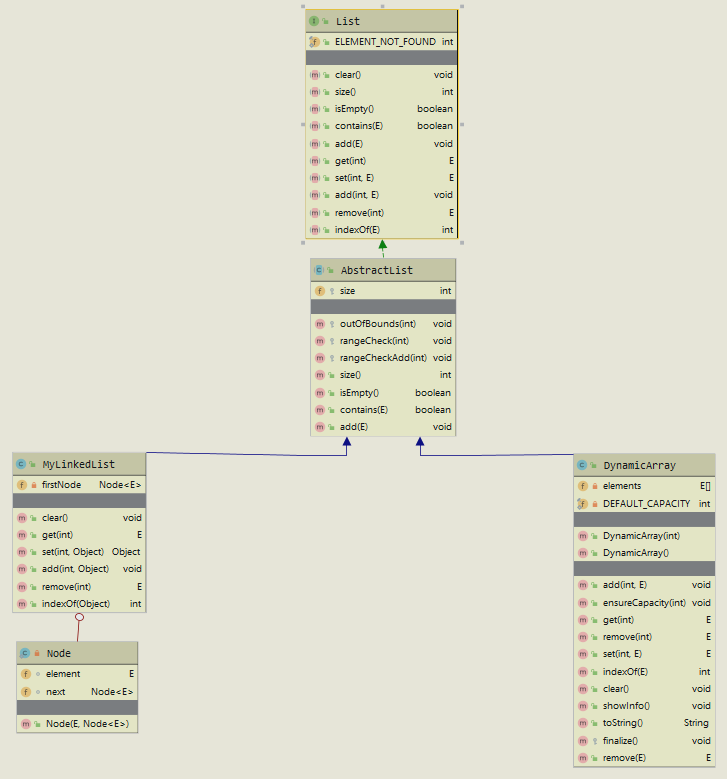 List
ELEMENT_NOT_FOUND int
clear() void
size() int
isEmpty() boolean
contains(E) boolean
add(E) void
get(int) E
set(int, E) E
add(int, E) void
remove(int) E
indexOf(E) int
AbstractList
size int
outOfBounds(int) void
rangeCheck(int) void
rangeCheckAdd(int) void
size() int
isEmpty() boolean
contains(E) boolean
add(E) void
MyLinkedList
firstNode Node<E>
clear() void
get(int) E
set(int, Object) Object
add(int, Object) void
remove(int) E
indexOf(Object) int
Node
element E
next Node<E>
Node(E, Node<E>)
DynamicArray
elements E[]
DEFAULT_CAPACITY int
DynamicArray(int)
DynamicArray()
add(int, E) void
ensureCapacity(int) void
get(int) E
remove(int) E
set(int, E) E
indexOf(E) int
clear() void
showInfo() void
toString() String
finalize() void
remove(E) E